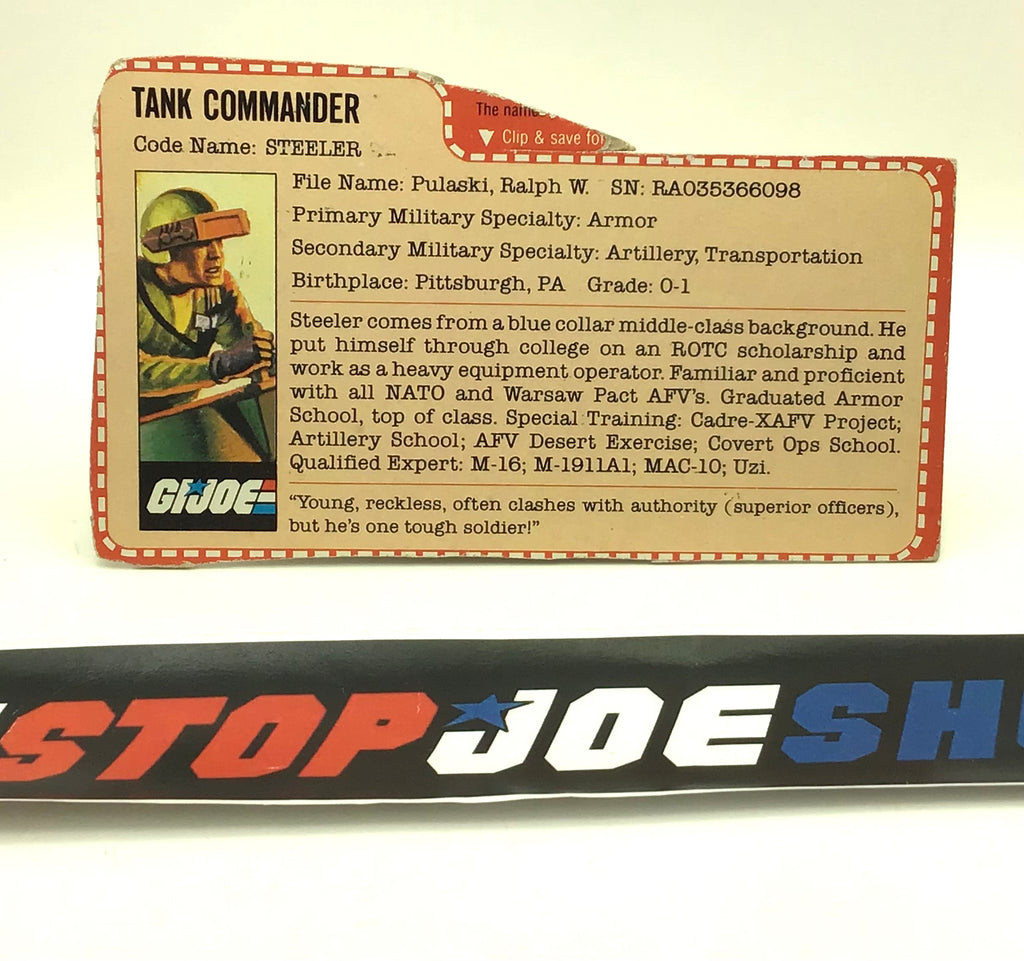 TANK COMMANDER
The name
Clip & save for
Code Name: STEELER
File Name: Pulaski, Ralph W. SN: RA035366098
Primary Military Specialty: Armor
Secondary Military Specialty: Artillery, Transportation
Birthplace: Pittsburgh, PA Grade: O-1
Steeler comes from a blue collar middle-class background. He
put himself through college on an ROTC scholarship and
work as a heavy equipment operator. Familiar and proficient
with all NATO and Warsaw Pact AFV's. Graduated Armor
School, top of class. Special Training: Cadre-XAFV Project;
Artillery School; AFV Desert Exercise; Covert Ops School.
Qualified Expert: M-16; M-1911A1; MAC-10; Uzi.
GI JOE
"Young, reckless, often clashes with authority (superior officers),
but he's one tough soldier!"
STOPJOESH